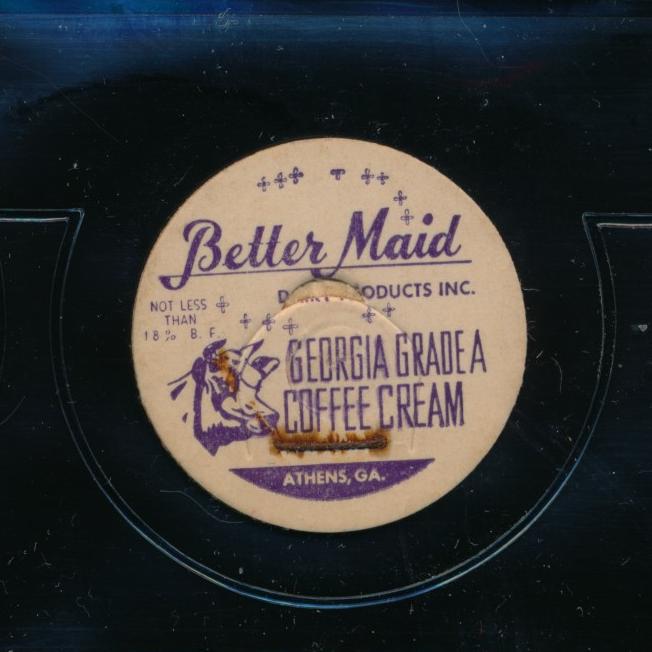 Better Maid
PRODUCTS INC.
NOT LESS
THAN
18% B. F.
GEORGIA GRADE A
COFFEE CREAM
ATHENS, GA.